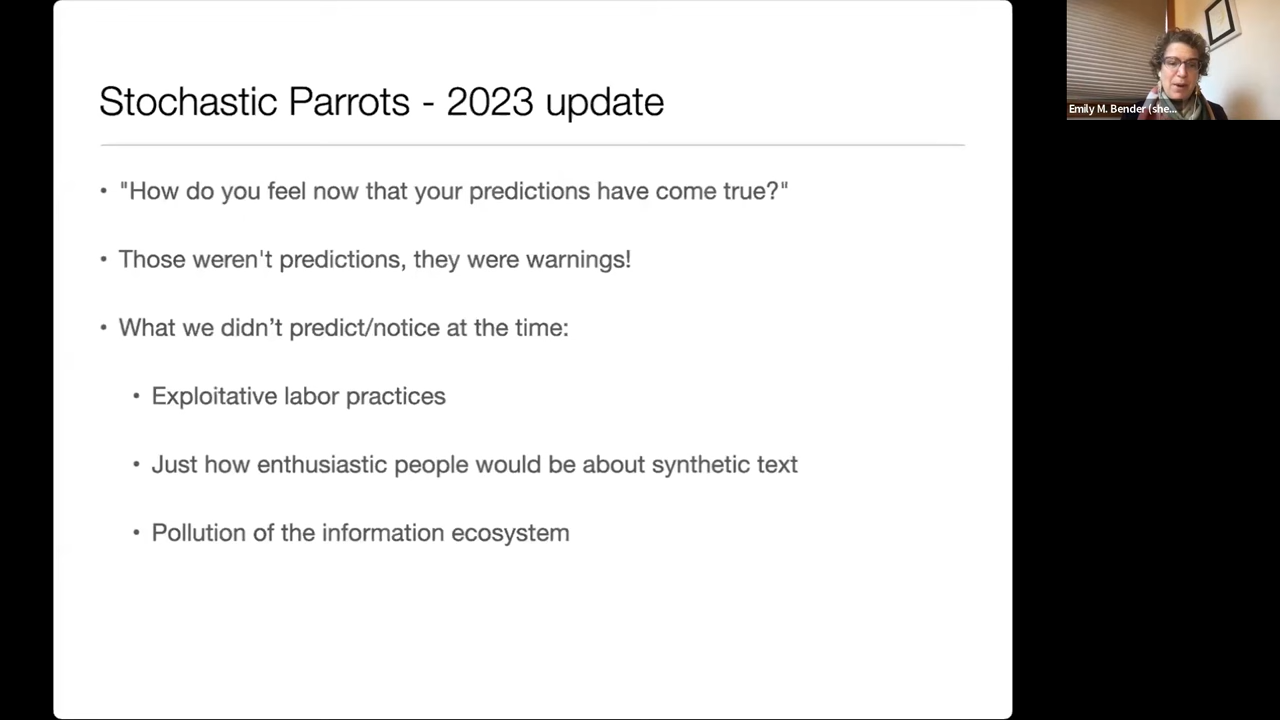 Stochastic Parrots - 2023 update
• "How do you feel now that your predictions have come true?"
• Those weren't predictions, they were warnings!
• What we didn’t predict/notice at the time:
• Exploitative labor practices
• Just how enthusiastic people would be about synthetic text
• Pollution of the information ecosystem
Emily M. Bender (she...